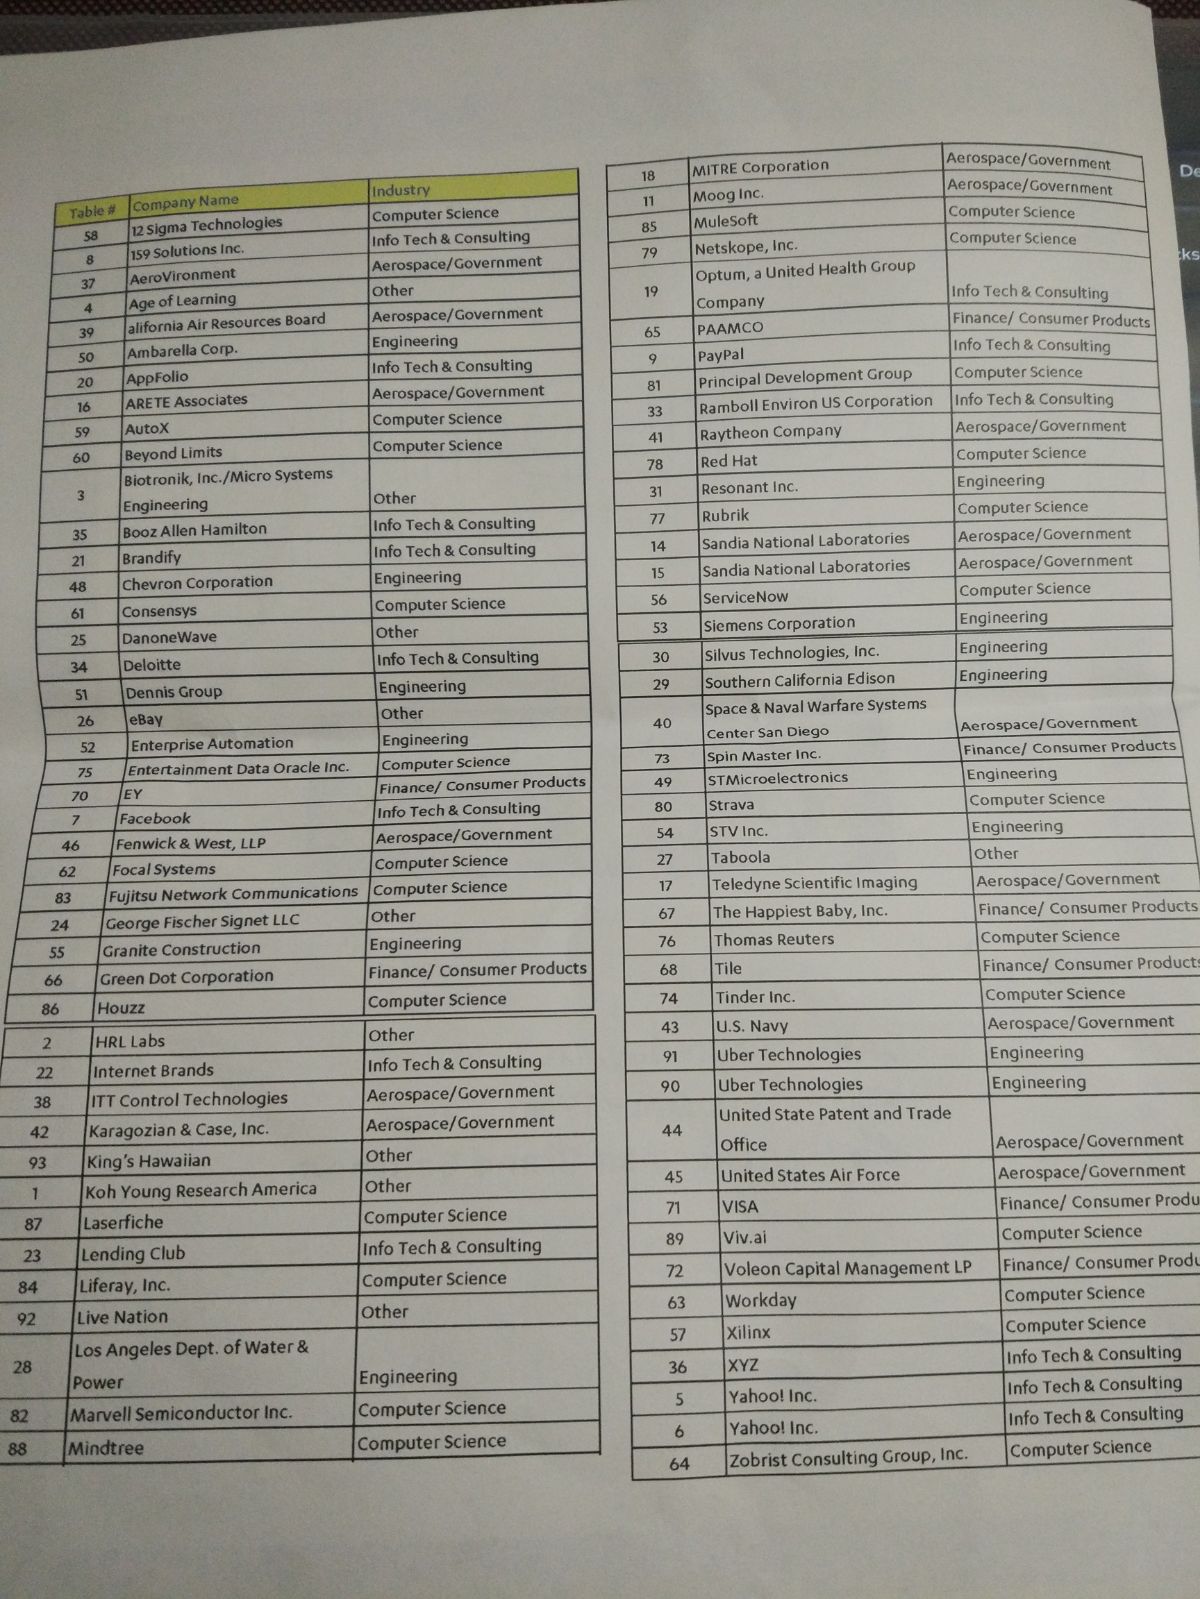 Table # Company Name Industry
58 12 Sigma Technologies Computer Science
8 159 Solutions Inc. Info Tech & Consulting
37 AeroVironment Aerospace/Government
4 Age of Learning Other
39 alifornia Air Resources Board Aerospace/Government
50 Ambarella Corp. Engineering
20 AppFolio Info Tech & Consulting
16 ARETE Associates Aerospace/Government
59 AutoX Computer Science
60 Beyond Limits Computer Science
Biotronik, Inc./Micro Systems
3 Engineering Other
35 Booz Allen Hamilton Info Tech & Consulting
21 Brandify Info Tech & Consulting
48 Chevron Corporation Engineering
61 Consensys Computer Science
25 DanoneWave Other
34 Deloitte Info Tech & Consulting
51 Dennis Group Engineering
26 eBay Other
52 Enterprise Automation Engineering
75 Entertainment Data Oracle Inc. Computer Science
70 EY Finance/ Consumer Products
7 Facebook Info Tech & Consulting
46 Fenwick & West, LLP Aerospace/Government
62 Focal Systems Computer Science
83 Fujitsu Network Communications Computer Science
24 George Fischer Signet LLC Other
55 Granite Construction Engineering
66 Green Dot Corporation Finance/ Consumer Products
86 Houzz Computer Science
2 HRL Labs Other
22 Internet Brands Info Tech & Consulting
38 ITT Control Technologies Aerospace/Government
42 Karagozian & Case, Inc. Aerospace/Government
93 King's Hawaiian Other
1 Koh Young Research America Other
87 Laserfiche Computer Science
23 Lending Club Info Tech & Consulting
84 Liferay, Inc. Computer Science
92 Live Nation Other
Los Angeles Dept. of Water &
28 Power Engineering
82 Marvell Semiconductor Inc. Computer Science
88 Mindtree Computer Science
18 MITRE Corporation Aerospace/Government
11 Moog Inc. Aerospace/Government
85 MuleSoft Computer Science
79 Netskope, Inc. Computer Science
Optum, a United Health Group
19 Company Info Tech & Consulting
65 PAAMCO Finance/ Consumer Products
9 PayPal Info Tech & Consulting
81 Principal Development Group Computer Science
33 Ramboll Environ US Corporation Info Tech & Consulting
41 Raytheon Company Aerospace/Government
78 Red Hat Computer Science
31 Resonant Inc. Engineering
77 Rubrik Computer Science
14 Sandia National Laboratories Aerospace/Government
15 Sandia National Laboratories Aerospace/Government
56 ServiceNow Computer Science
53 Siemens Corporation Engineering
30 Silvus Technologies, Inc. Engineering
29 Southern California Edison Engineering
Space & Naval Warfare Systems
40 Center San Diego Aerospace/Government
73 Spin Master Inc. Finance/ Consumer Products
49 STMicroelectronics Engineering
80 Strava Computer Science
54 STV Inc. Engineering
27 Taboola Other
17 Teledyne Scientific Imaging Aerospace/Government
67 The Happiest Baby, Inc. Finance/ Consumer Products
76 Thomas Reuters Computer Science
68 Tile Finance/ Consumer Products
74 Tinder Inc. Computer Science
43 U.S. Navy Aerospace/Government
91 Uber Technologies Engineering
90 Uber Technologies Engineering
United State Patent and Trade
44 Office Aerospace/Government
45 United States Air Force Aerospace/Government
71 VISA Finance/ Consumer Produ
89 Viv.ai Computer Science
72 Voleon Capital Management LP Finance/ Consumer Produ
63 Workday Computer Science
57 Xilinx Computer Science
36 XYZ Info Tech & Consulting
5 Yahoo! Inc. Info Tech & Consulting
6 Yahoo! Inc. Info Tech & Consulting
64 Zobrist Consulting Group, Inc. Computer Science